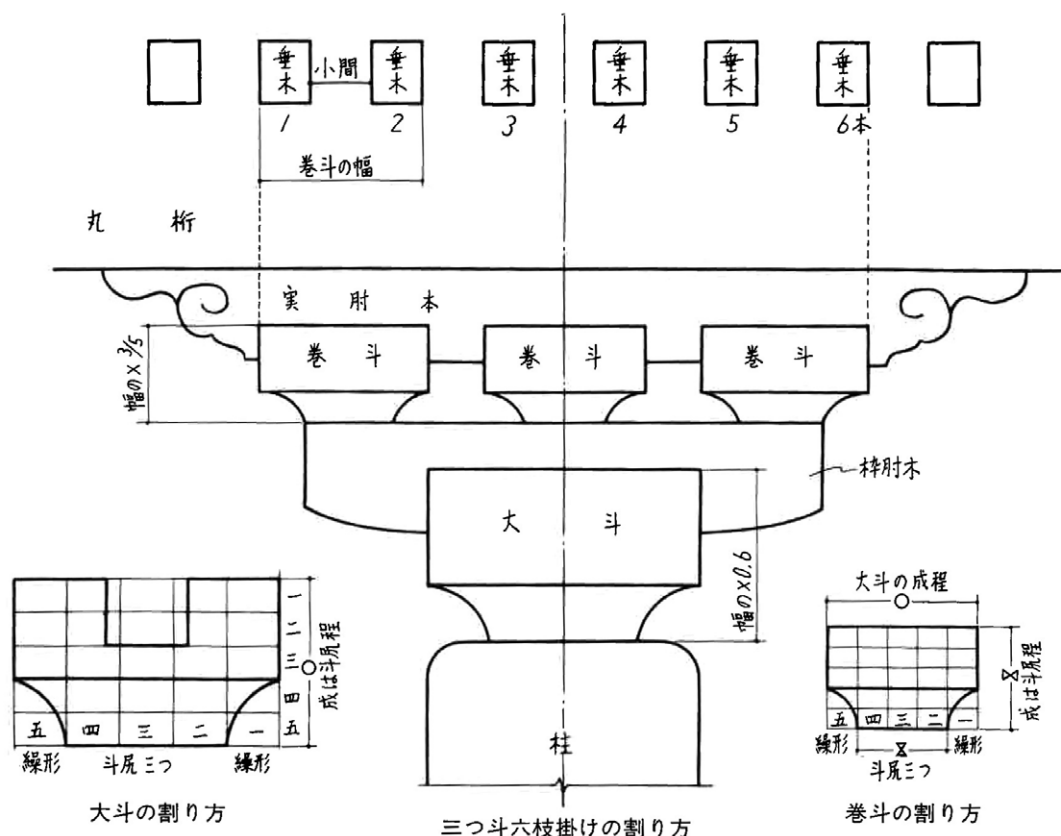 垂木
垂木
垂木
垂木
垂木
垂木
小間
1
2
3
4
5
6本
巻斗の幅
丸 桁
実 肘 木
巻 斗
巻 斗
巻 斗
幅の×3/5
枠肘木
大 斗
幅の×0.6
柱
一
二
三
四
五
成は斗尻程
五 四 三 二 一
繰形 斗尻三つ 繰形
大斗の割り方
三つ斗六枝掛けの割り方
大斗の成程
成は斗尻程
五 四 三 二 一
繰形 繰形
斗尻三つ
巻斗の割り方